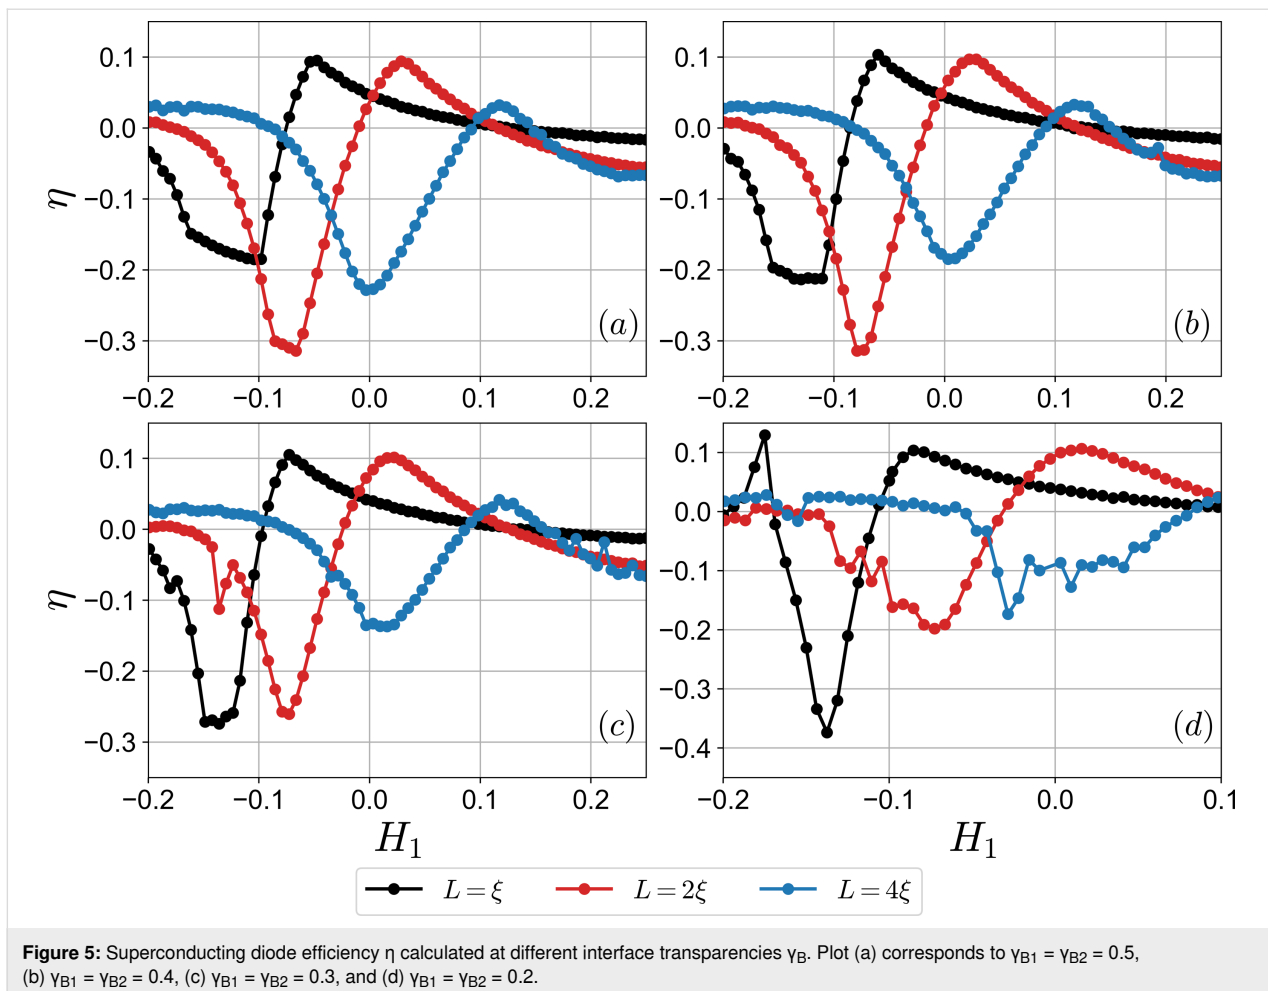 0.1
0.0
−0.1
−0.2
−0.3
η
(a)
−0.2 −0.1 0.0 0.1 0.2
0.1
0.0
−0.1
−0.2
−0.3
(b)
−0.2 −0.1 0.0 0.1 0.2
0.1
0.0
−0.1
−0.2
−0.3
η
(c)
−0.2 −0.1 0.0 0.1 0.2
H₁
0.1
0.0
−0.1
−0.2
−0.3
−0.4
(d)
−0.2 −0.1 0.0 0.1
H₁
L = ξ L = 2ξ L = 4ξ
Figure 5: Superconducting diode efficiency η calculated at different interface transparencies γB. Plot (a) corresponds to γB1 = γB2 = 0.5,
(b) γB1 = γB2 = 0.4, (c) γB1 = γB2 = 0.3, and (d) γB1 = γB2 = 0.2.